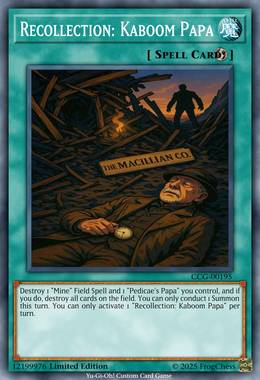 Recollection: Kaboom Papa
[ Spell Card ]
THE MACILLIAN CO.
CCG-00195
Destroy 1 "Mine" Field Spell and 1 "Pedicae's Papa" you control, and if
you do, destroy all cards on the field. You can only conduct 1 Summon
this turn. You can only activate 1 "Recollection: Kaboom Papa" per
turn.
12199976 Limited Edition
© 2025 FrogChess
Yu-Gi-Oh! Custom Card Game